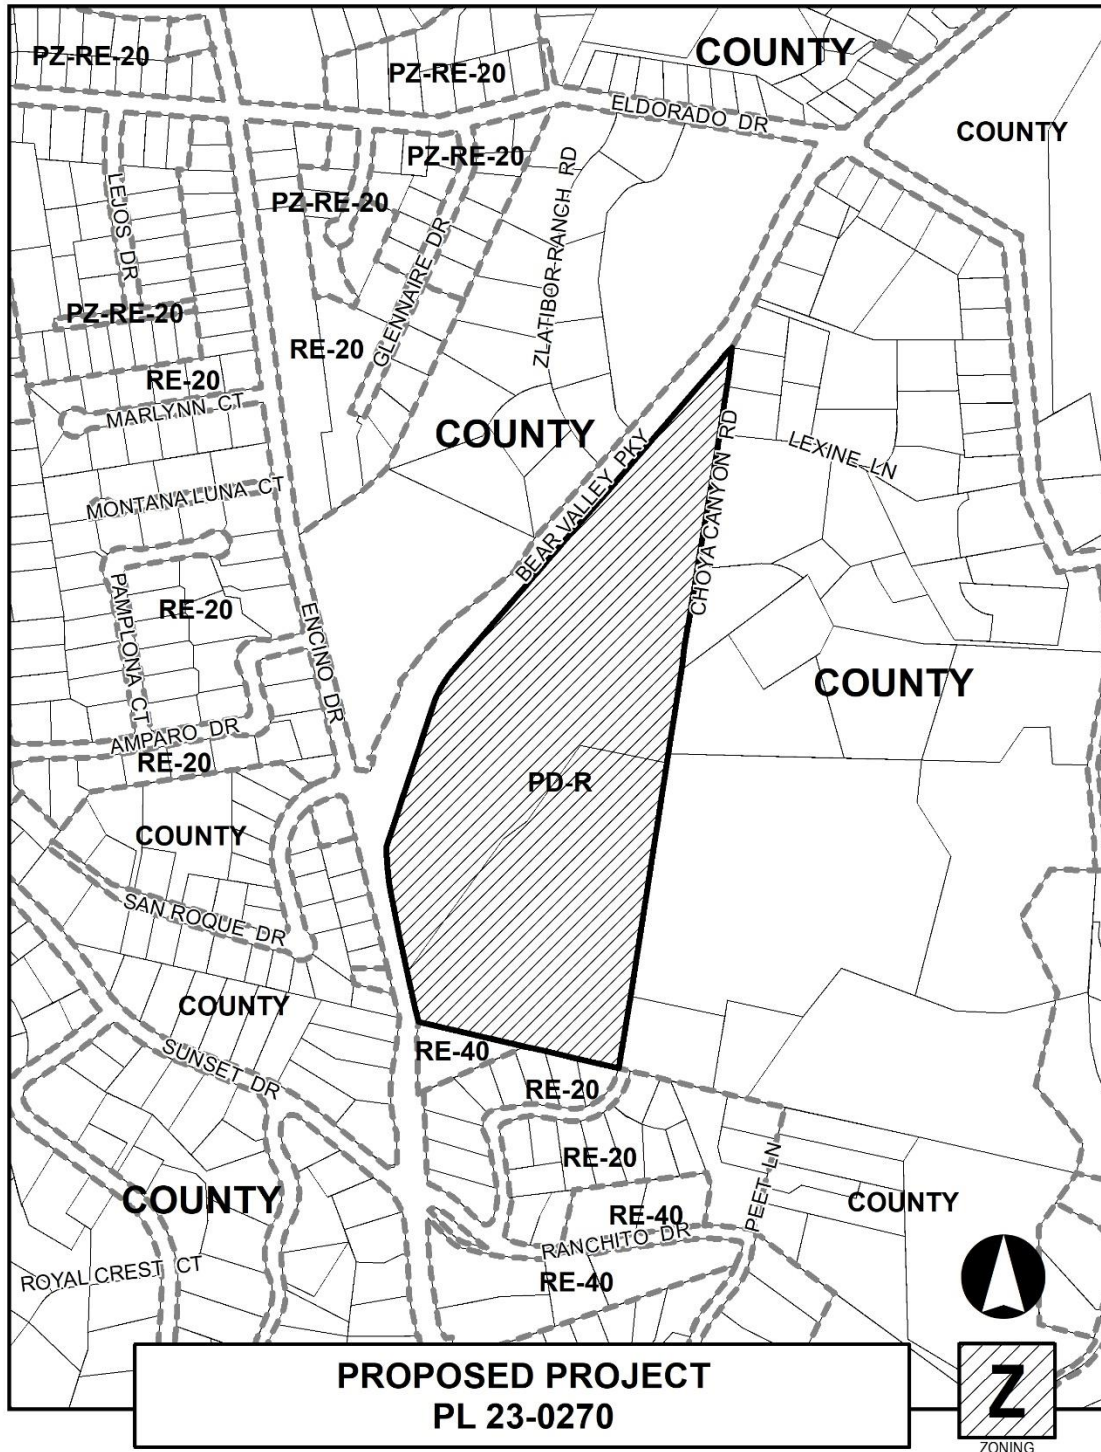 PZ-RE-20
COUNTY
PZ-RE-20
ELDORADO DR
COUNTY
PZ-RE-20
ZLATIBOR RANCH RD
LEJOS DR
PZ-RE-20
GLENNAIRE DR
PZ-RE-20
RE-20
RE-20
MARLYNN CT
COUNTY
LEXINE LN
BEAR VALLEY PKY
CHOYA CANYON RD
MONTANA LUNA CT
RE-20
PAMPLONA CT
ENCINO DR
COUNTY
AMPARO DR
RE-20
PD-R
COUNTY
SAN ROQUE DR
COUNTY
RE-40
SUNSET DR
RE-20
RE-20
PEET LN
COUNTY
COUNTY
RE-40
RANCHITO DR
ROYAL CREST CT
RE-40
PROPOSED PROJECT
PL 23-0270
Z
ZONING